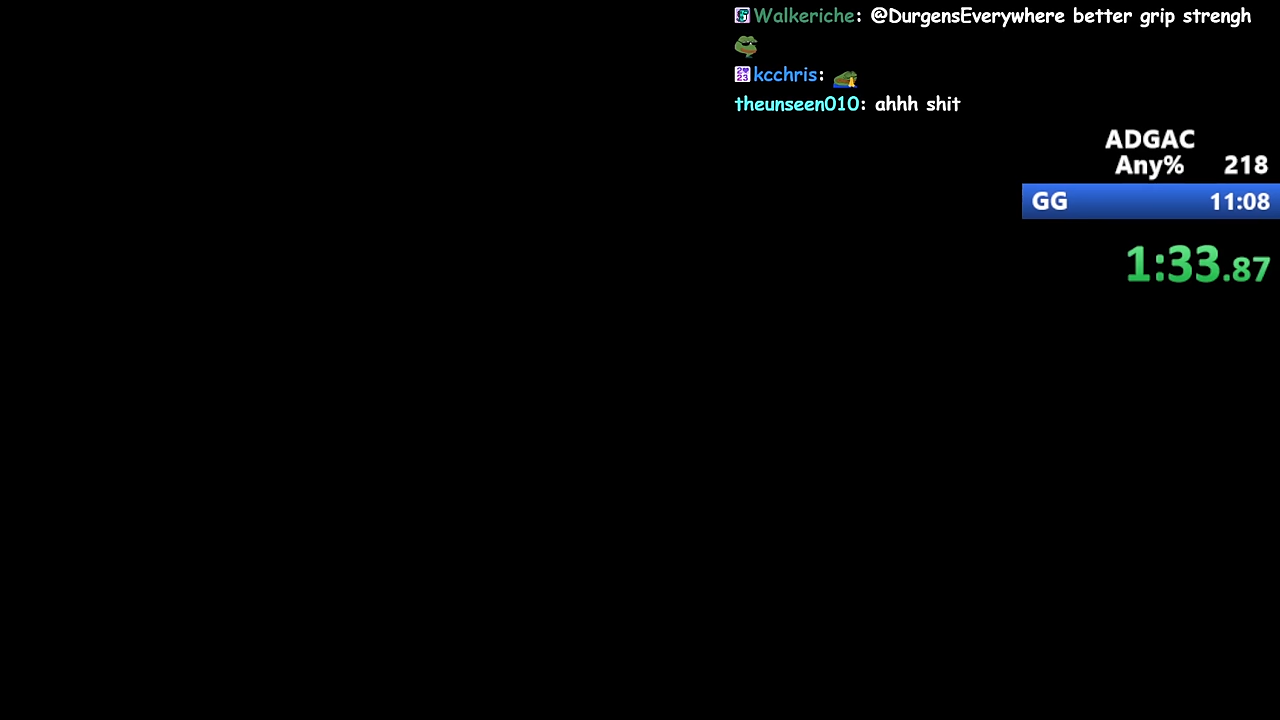 Walkeriche: @DurgensEverywhere better grip strengh
kcchris:
theunseen010: ahhh shit
ADGAC
Any% 218
GG 11:08
1:33.87